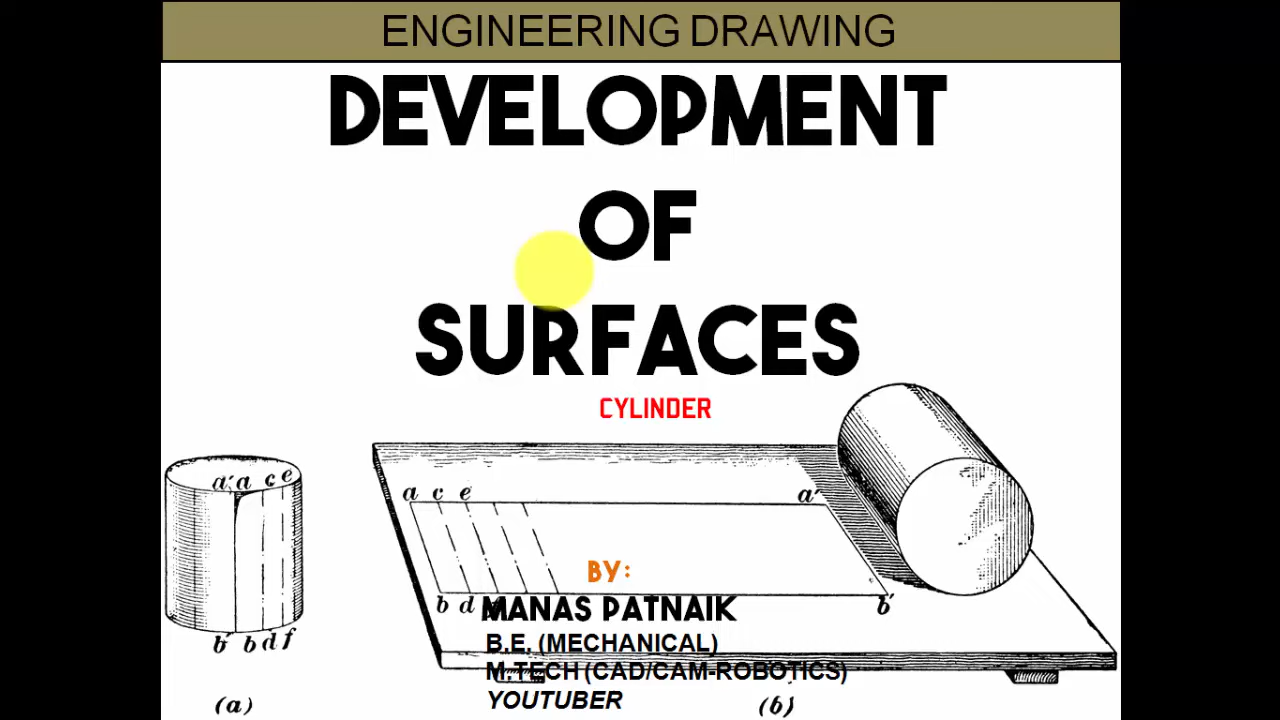 ENGINEERING DRAWING
DEVELOPMENT
OF
SURFACES
CYLINDER
a' a c e
a c e a'
BY:
b d b'
MANAS PATNAIK
b' b d f
B.E. (MECHANICAL)
M.TECH (CAD/CAM-ROBOTICS)
YOUTUBER
(a) (b)